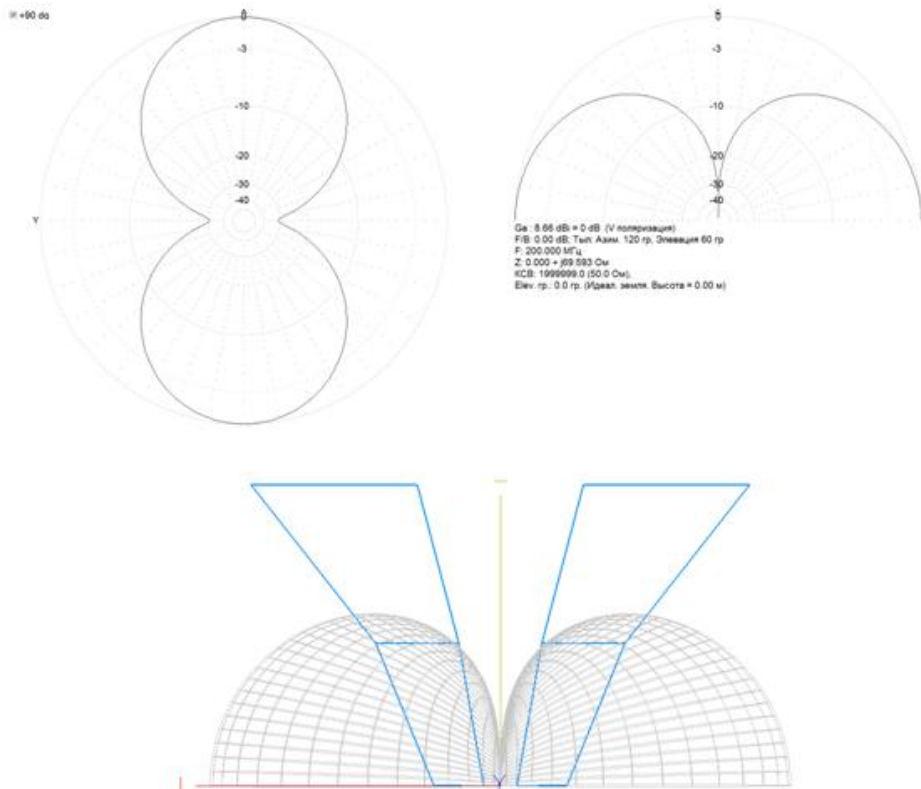 0
-3
-10
-20
-30
-40
Y
0
-3
-10
-20
-30
-40
Ga : 8.66 dBi = 0 dB (V поляризация)
F/B: 0.00 dB; Тыл: Азим. 120 гр, Элевация 60 гр
F: 200.000 МГц
Z: 0.000 + j69.593 Ом
КСВ: 1999999.0 (50.0 Ом),
Elev. гр.: 0.0 гр. (Идеал. земля. Высота = 0.00 м)